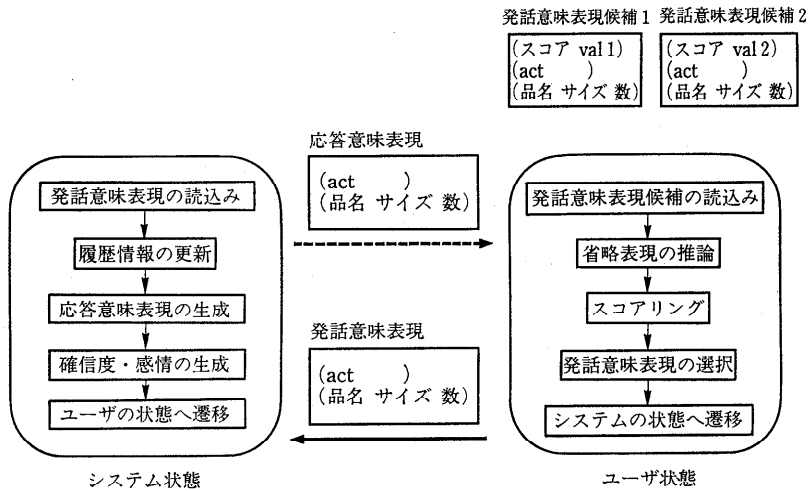 発話意味表現候補1
(スコア val 1)
(act )
(品名 サイズ 数)
発話意味表現候補2
(スコア val 2)
(act )
(品名 サイズ 数)
発話意味表現の読込み
履歴情報の更新
応答意味表現の生成
確信度・感情の生成
ユーザの状態へ遷移
システム状態
応答意味表現
(act )
(品名 サイズ 数)
発話意味表現
(act )
(品名 サイズ 数)
発話意味表現候補の読込み
省略表現の推論
スコアリング
発話意味表現の選択
システムの状態へ遷移
ユーザ状態